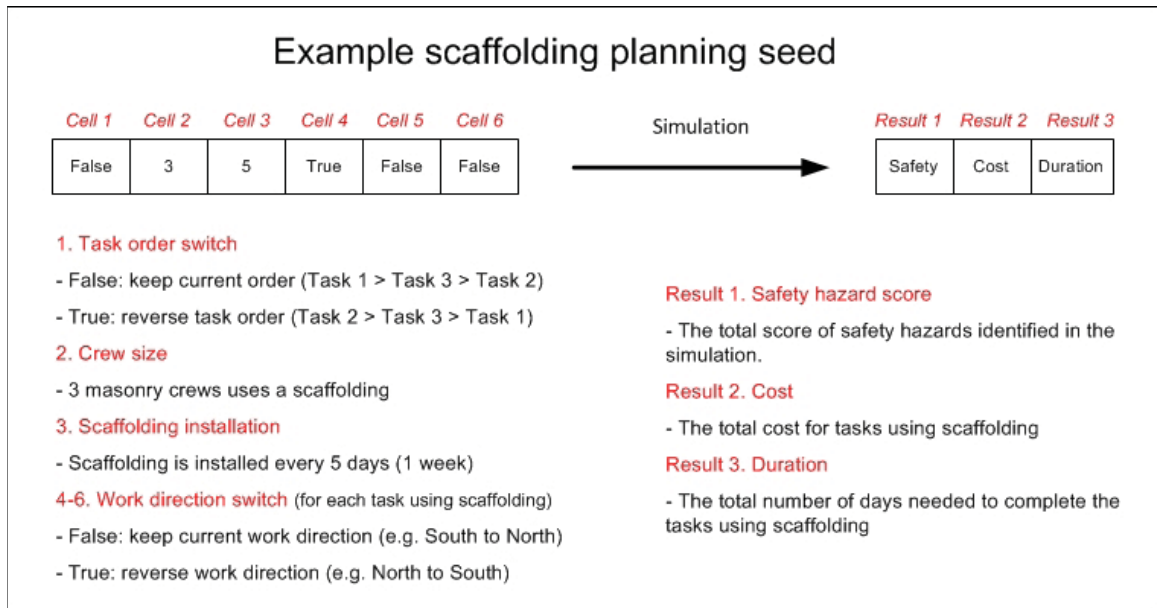 Example scaffolding planning seed
Cell 1 Cell 2 Cell 3 Cell 4 Cell 5 Cell 6
False 3 5 True False False
Simulation
Result 1 Result 2 Result 3
Safety Cost Duration
1. Task order switch
- False: keep current order (Task 1 > Task 3 > Task 2)
- True: reverse task order (Task 2 > Task 3 > Task 1)
2. Crew size
- 3 masonry crews uses a scaffolding
3. Scaffolding installation
- Scaffolding is installed every 5 days (1 week)
4-6. Work direction switch (for each task using scaffolding)
- False: keep current work direction (e.g. South to North)
- True: reverse work direction (e.g. North to South)
Result 1. Safety hazard score
- The total score of safety hazards identified in the
simulation.
Result 2. Cost
- The total cost for tasks using scaffolding
Result 3. Duration
- The total number of days needed to complete the
tasks using scaffolding